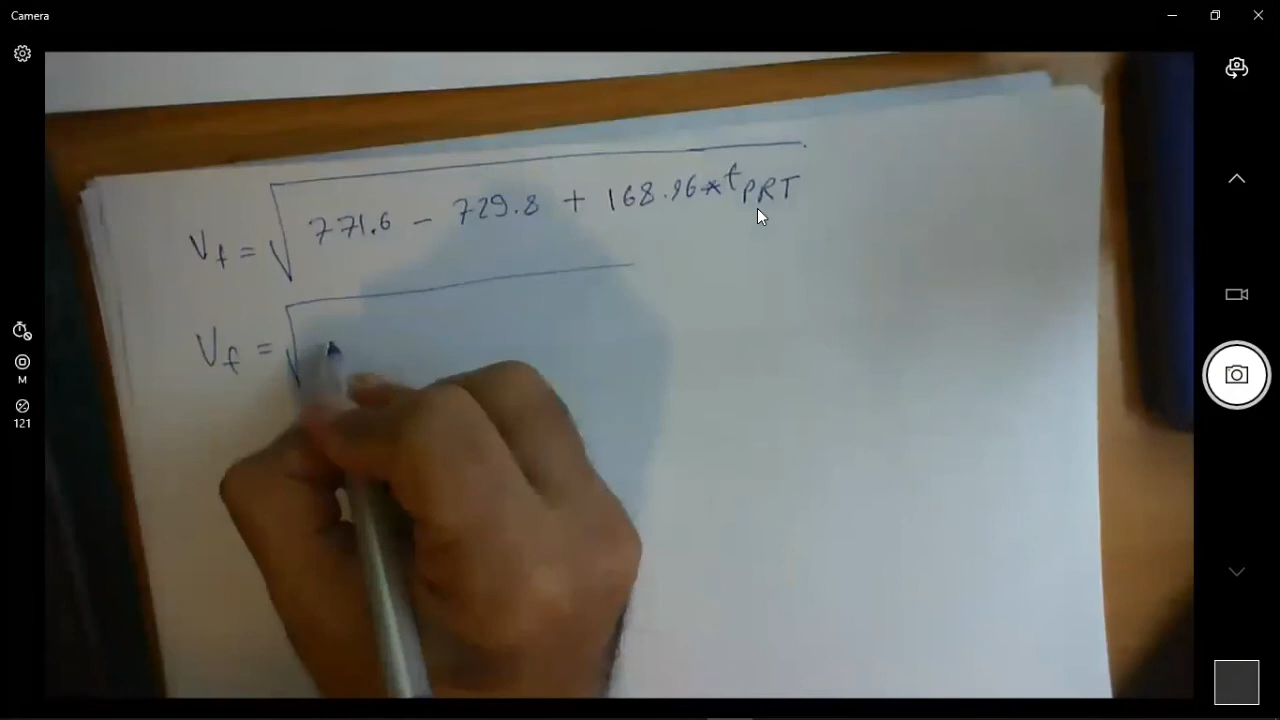 Camera
Vf = √771.6 − 729.8 + 168.96*tPRT
Vf = √
M
121